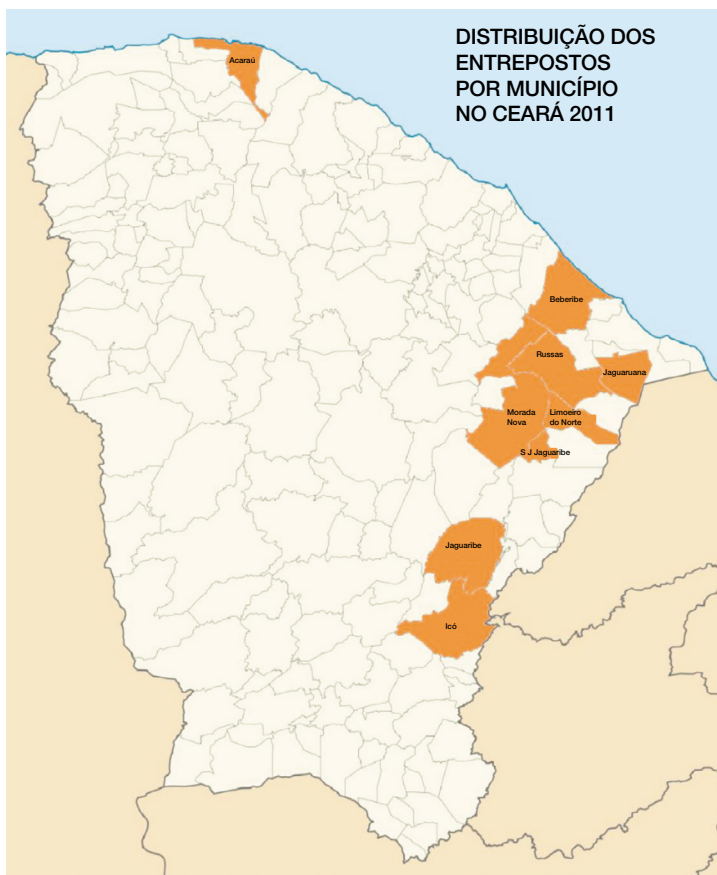 DISTRIBUIÇÃO DOS
ENTREPOSTOS
POR MUNICÍPIO
NO CEARÁ 2011
Acaraú
Beberibe
Russas
Jaguaruana
Morada
Nova
Limoeiro
do Norte
S J Jaguaribe
Jaguaribe
Icó